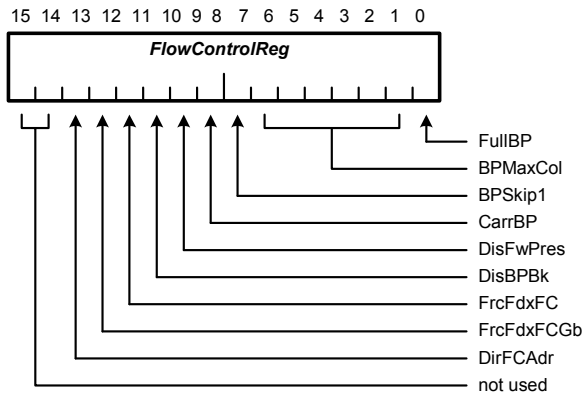 15 14 13 12 11 10 9 8 7 6 5 4 3 2 1 0
FlowControlReg
FullBP
BPMaxCol
BPSkip1
CarrBP
DisFwPres
DisBPBk
FrcFdxFC
FrcFdxFCGb
DirFCAdr
not used